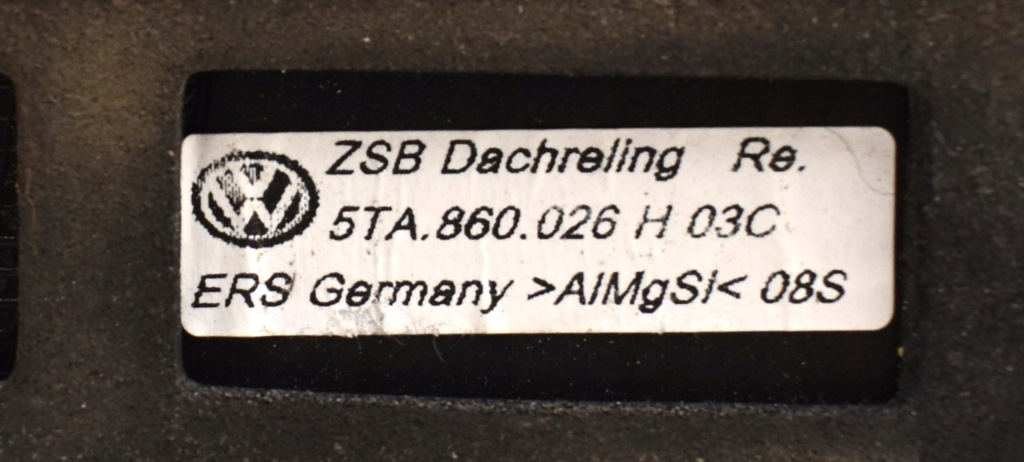 ZSB Dachreling Re.
5TA.860.026 H 03C
ERS Germany >AlMgSi< 08S